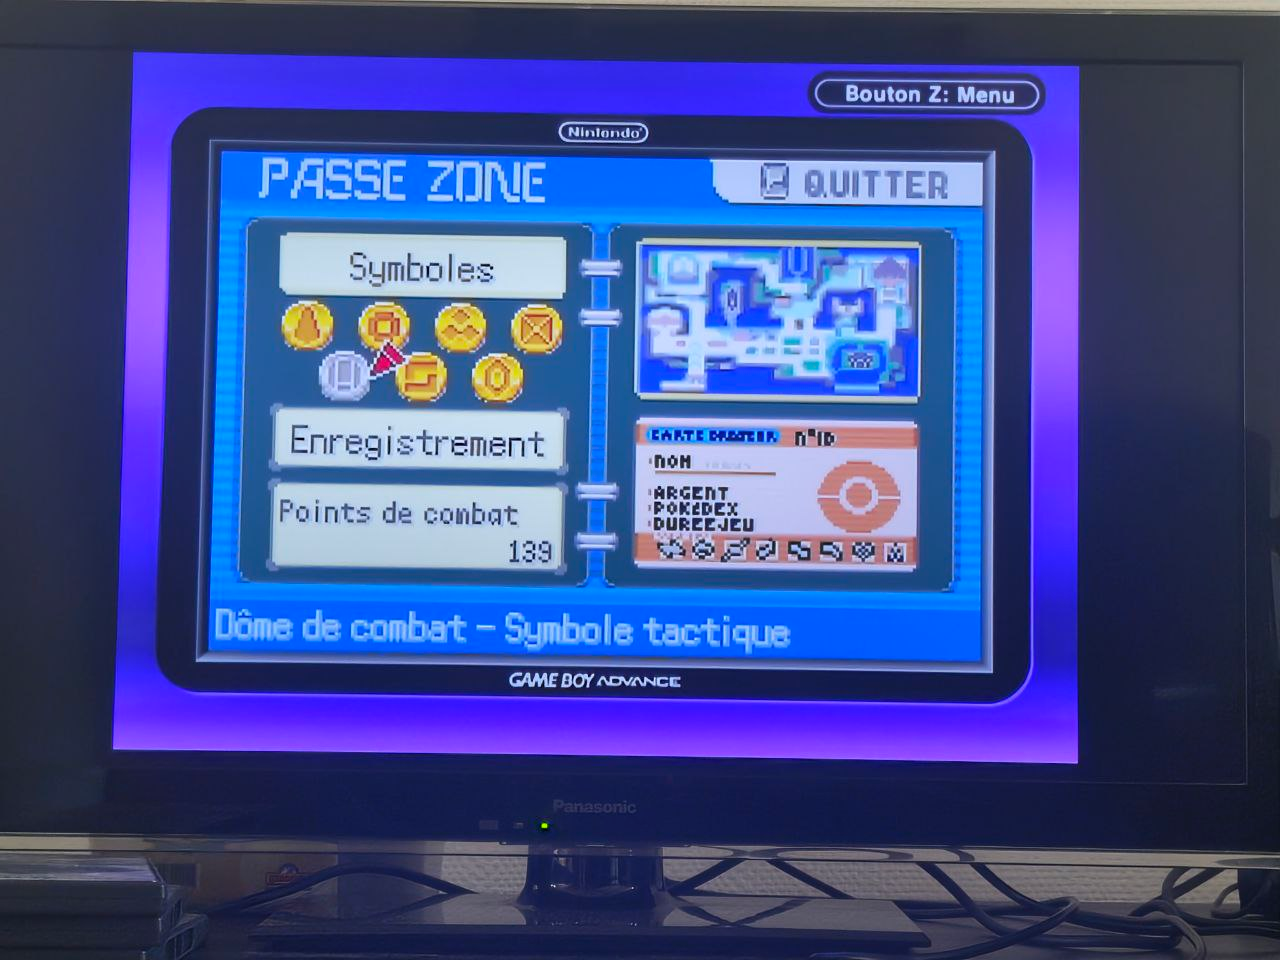 Bouton Z: Menu
Nintendo
PASSE ZONE
QUITTER
Symboles
Enregistrement
Points de combat
139
CARTE DRESSEUR N°ID
NOM
ARGENT
POKéDEX
DUREEJEU
Dôme de combat – Symbole tactique
GAME BOY ADVANCE
Panasonic